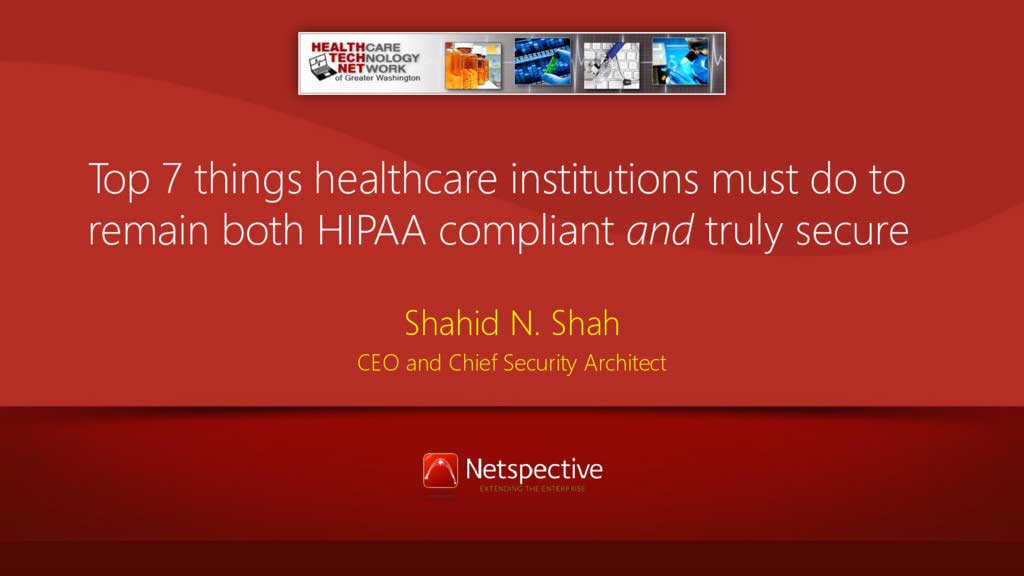 HEALTHCARE
TECHNOLOGY
NETWORK
of Greater Washington
Top 7 things healthcare institutions must do to
remain both HIPAA compliant and truly secure
Shahid N. Shah
CEO and Chief Security Architect
Netspective
EXTENDING THE ENTERPRISE